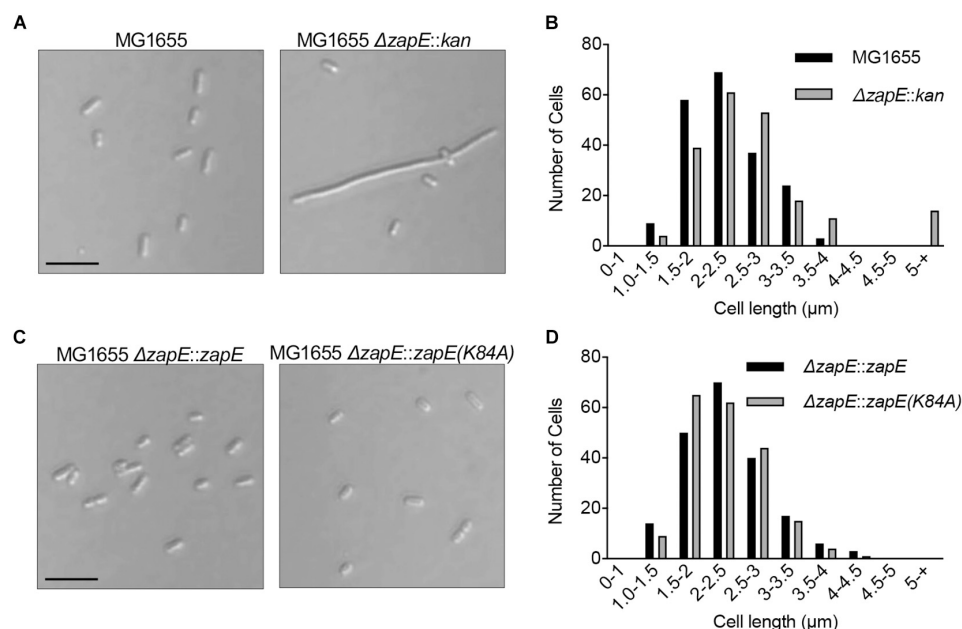 A
MG1655
MG1655 ΔzapE::kan
B
80
60
40
20
0
Number of Cells
MG1655
ΔzapE::kan
0-1
1.0-1.5
1.5-2
2-2.5
2.5-3
3-3.5
3.5-4
4-4.5
4.5-5
5-+
Cell length (µm)
C
MG1655 ΔzapE::zapE
MG1655 ΔzapE::zapE(K84A)
D
80
60
40
20
0
Number of Cells
ΔzapE::zapE
ΔzapE::zapE(K84A)
0-1
1.0-1.5
1.5-2
2-2.5
2.5-3
3-3.5
3.5-4
4-4.5
4.5-5
5-+
Cell length (µm)